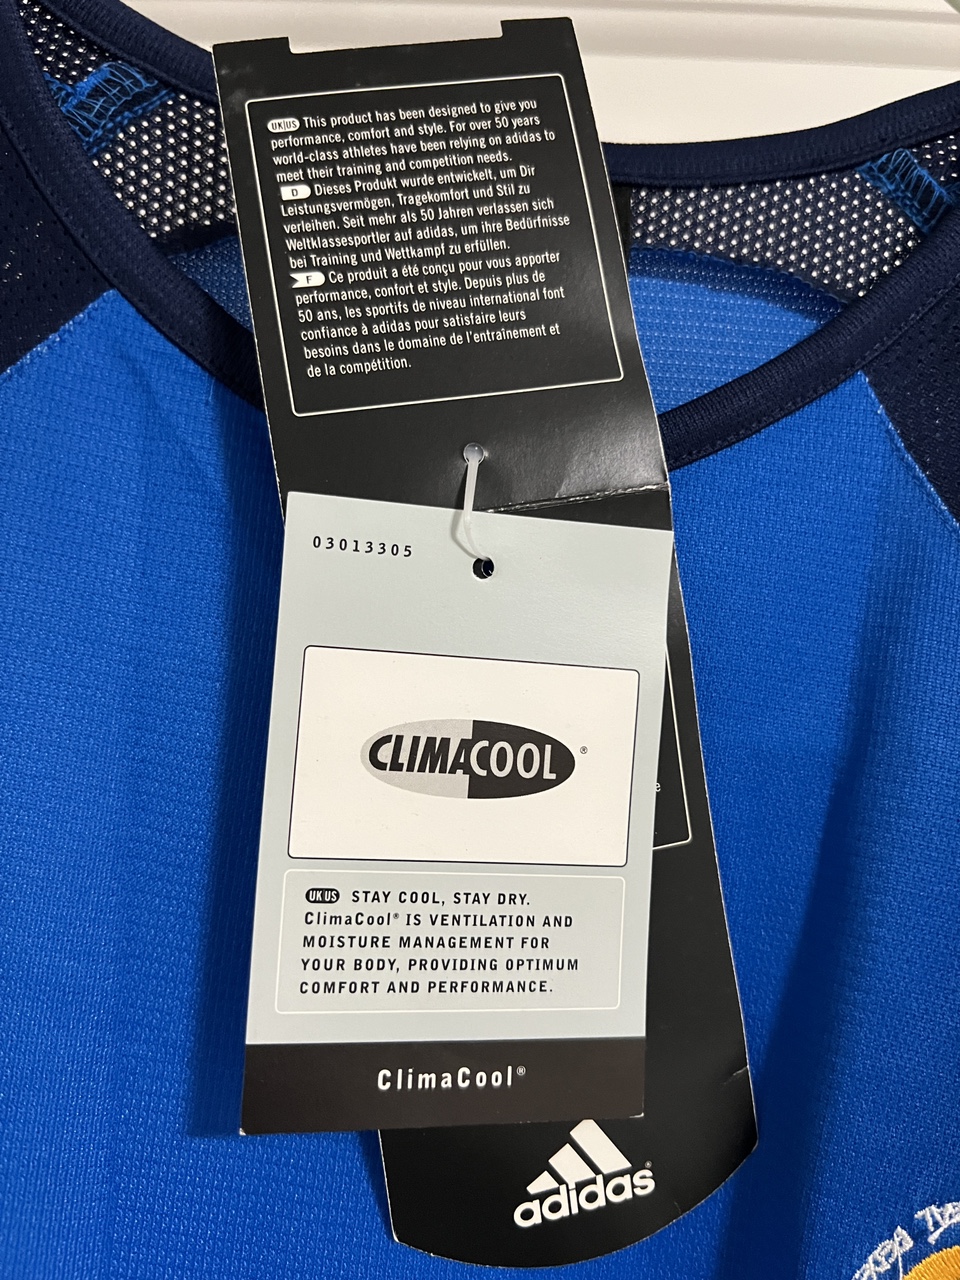 UK|US This product has been designed to give you
performance, comfort and style. For over 50 years
world-class athletes have been relying on adidas to
meet their training and competition needs.
D Dieses Produkt wurde entwickelt, um Dir
Leistungsvermögen, Tragekomfort und Stil zu
verleihen. Seit mehr als 50 Jahren verlassen sich
Weltklassesportler auf adidas, um ihre Bedürfnisse
bei Training und Wettkampf zu erfüllen.
F Ce produit a été conçu pour vous apporter
performance, confort et style. Depuis plus de
50 ans, les sportifs de niveau international font
confiance à adidas pour satisfaire leurs
besoins dans le domaine de l'entraînement et
de la compétition.
03013305
CLIMACOOL®
UK|US STAY COOL, STAY DRY.
ClimaCool® IS VENTILATION AND
MOISTURE MANAGEMENT FOR
YOUR BODY, PROVIDING OPTIMUM
COMFORT AND PERFORMANCE.
ClimaCool®
adidas®